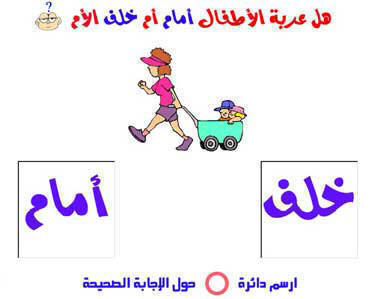 هل عربة الأطفال أمام أم خلف الأم ؟
خلف
أمام
ارسم دائرة حول الإجابة الصحيحة